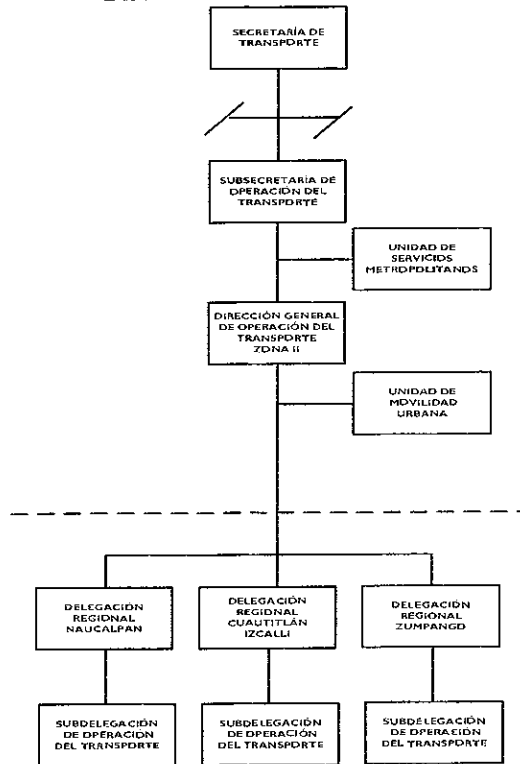 SECRETARÍA DE
TRANSPORTE
SUBSECRETARÍA DE
OPERACIÓN DEL
TRANSPORTE
UNIDAD DE
SERVICIOS
METROPOLITANOS
DIRECCIÓN GENERAL
DE OPERACIÓN DEL
TRANSPORTE
ZONA II
UNIDAD DE
MOVILIDAD
URBANA
DELEGACIÓN
REGIONAL
NAUCALPAN
DELEGACIÓN
REGIONAL
CUAUTITLÁN
IZCALLI
DELEGACIÓN
REGIONAL
ZUMPANGO
SUBDELEGACIÓN
DE OPERACIÓN
DEL TRANSPORTE
SUBDELEGACIÓN
DE OPERACIÓN
DEL TRANSPORTE
SUBDELEGACIÓN
DE OPERACIÓN
DEL TRANSPORTE